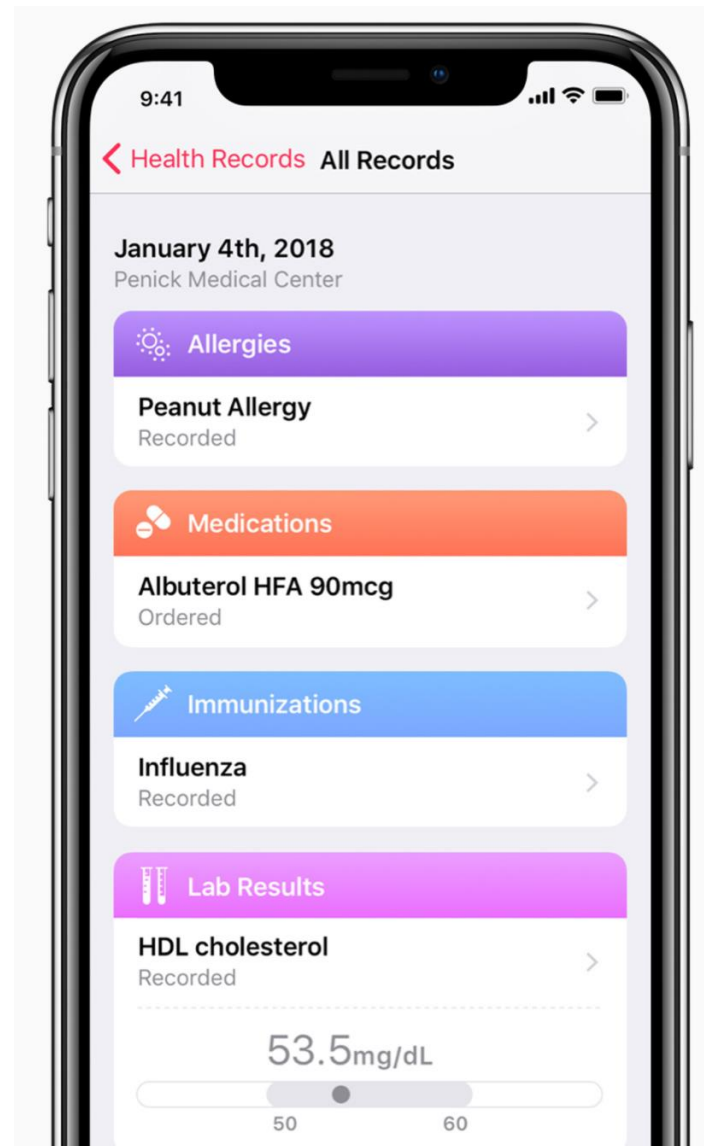 9:41
Health Records All Records
January 4th, 2018
Penick Medical Center
Allergies
Peanut Allergy
Recorded
Medications
Albuterol HFA 90mcg
Ordered
Immunizations
Influenza
Recorded
Lab Results
HDL cholesterol
Recorded
53.5mg/dL
50 60